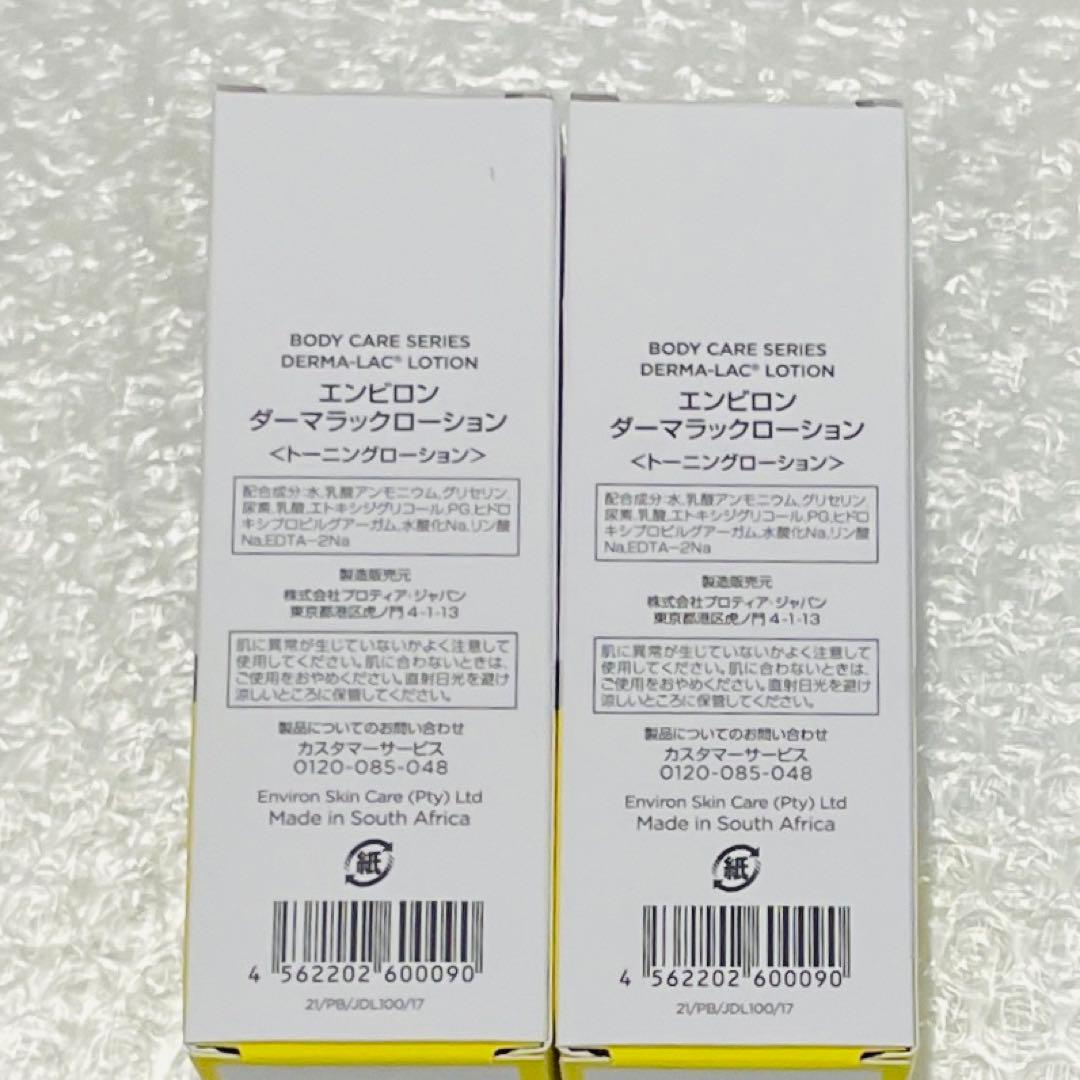 BODY CARE SERIES
DERMA-LAC® LOTION
エンビロン
ダーマラックローション
<トーニングローション>
配合成分:水,乳酸アンモニウム,グリセリン,
尿素,乳酸,エトキシジグリコール,PG,ヒドロ
キシプロピルグアーガム,水酸化Na,リン酸
Na,EDTA-2Na
製造販売元
株式会社プロティア・ジャパン
東京都港区虎ノ門 4-1-13
肌に異常が生じていないかよく注意して
使用してください。肌に合わないときは、
ご使用をおやめください。直射日光を避け
涼しいところに保管してください。
製品についてのお問い合わせ
カスタマーサービス
0120-085-048
Environ Skin Care (Pty) Ltd
Made in South Africa
紙
4 562202 600090
21/PB/JDL100/17
BODY CARE SERIES
DERMA-LAC® LOTION
エンビロン
ダーマラックローション
<トーニングローション>
配合成分:水,乳酸アンモニウム,グリセリン,
尿素,乳酸,エトキシジグリコール,PG,ヒドロ
キシプロピルグアーガム,水酸化Na,リン酸
Na,EDTA-2Na
製造販売元
株式会社プロティア・ジャパン
東京都港区虎ノ門 4-1-13
肌に異常が生じていないかよく注意して
使用してください。肌に合わないときは、
ご使用をおやめください。直射日光を避け
涼しいところに保管してください。
製品についてのお問い合わせ
カスタマーサービス
0120-085-048
Environ Skin Care (Pty) Ltd
Made in South Africa
紙
4 562202 600090
21/PB/JDL100/17